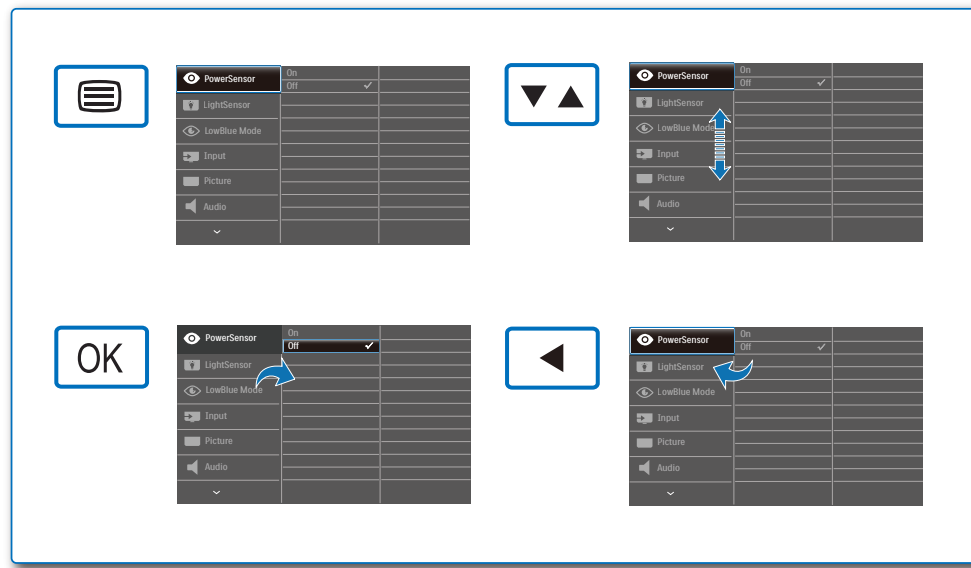 PowerSensor
On
Off
LightSensor
LowBlue Mode
Input
Picture
Audio
PowerSensor
On
Off
LightSensor
LowBlue Mode
Input
Picture
Audio
OK
PowerSensor
On
Off
LightSensor
LowBlue Mode
Input
Picture
Audio
PowerSensor
On
Off
LightSensor
LowBlue Mode
Input
Picture
Audio